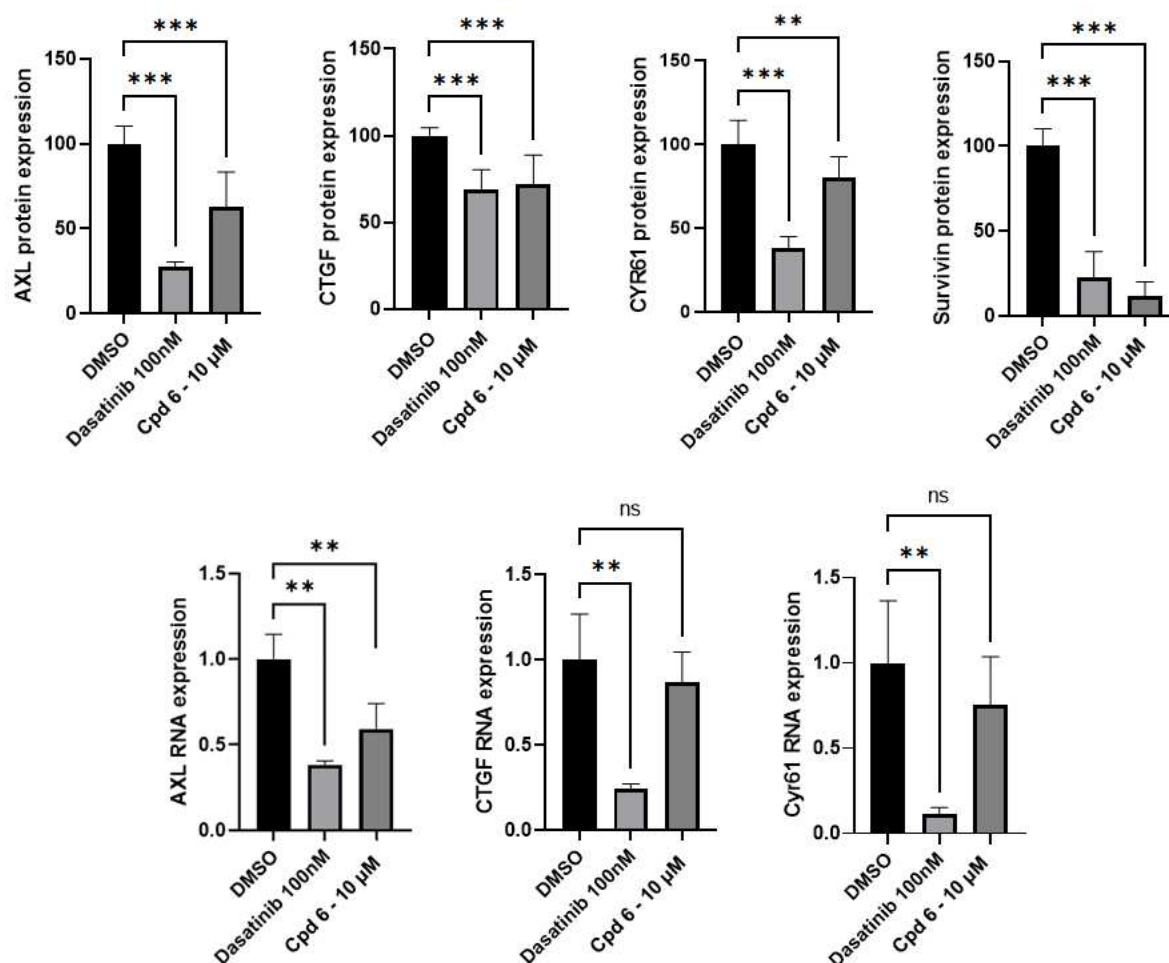 AXL protein expression
150
100
50
0
***
***
DMSO
Dasatinib 100nM
Cpd 6 - 10 µM
CTGF protein expression
150
100
50
0
***
***
DMSO
Dasatinib 100nM
Cpd 6 - 10 µM
CYR61 protein expression
150
100
50
0
**
***
DMSO
Dasatinib 100nM
Cpd 6 - 10 µM
Survivin protein expression
150
100
50
0
***
***
DMSO
Dasatinib 100nM
Cpd 6 - 10 µM
AXL RNA expression
1.5
1.0
0.5
0.0
**
**
DMSO
Dasatinib 100nM
Cpd 6 - 10 µM
CTGF RNA expression
1.5
1.0
0.5
0.0
ns
**
DMSO
Dasatinib 100nM
Cpd 6 - 10 µM
Cyr61 RNA expression
1.5
1.0
0.5
0.0
ns
**
DMSO
Dasatinib 100nM
Cpd 6 - 10 µM